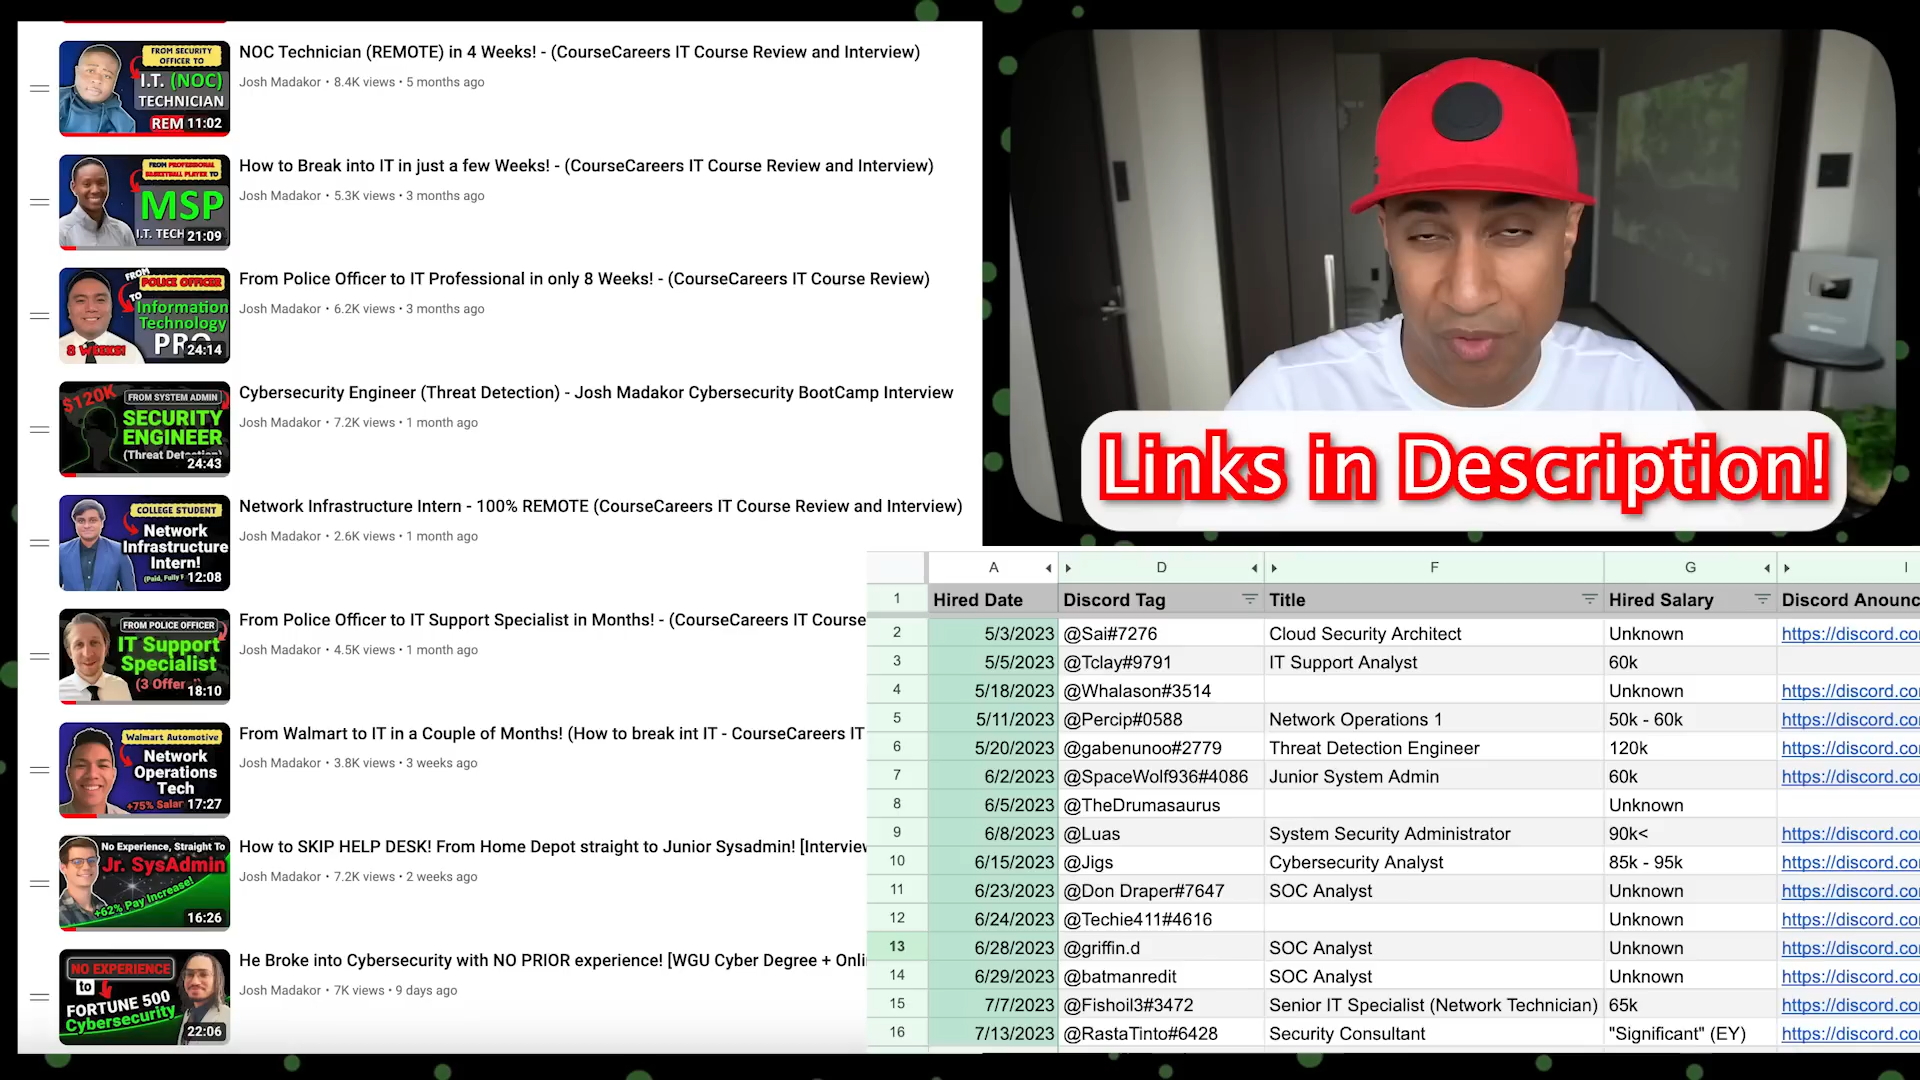 FROM SECURITY
OFFICER TO
I.T. (NOC)
TECHNICIAN
REM 11:02
NOC Technician (REMOTE) in 4 Weeks! - (CourseCareers IT Course Review and Interview)
Josh Madakor • 8.4K views • 5 months ago
FROM PROFESSIONAL
BASKETBALL PLAYER TO
MSP
I.T. TECH 21:09
How to Break into IT in just a few Weeks! - (CourseCareers IT Course Review and Interview)
Josh Madakor • 5.3K views • 3 months ago
FROM
POLICE OFFICER
TO
Information
Technology
PRO
8 WEEKS! 24:14
From Police Officer to IT Professional in only 8 Weeks! - (CourseCareers IT Course Review)
Josh Madakor • 6.2K views • 3 months ago
$120K
FROM SYSTEM ADMIN
SECURITY
ENGINEER
(Threat Detection)
24:43
Cybersecurity Engineer (Threat Detection) - Josh Madakor Cybersecurity BootCamp Interview
Josh Madakor • 7.2K views • 1 month ago
COLLEGE STUDENT
Network
Infrastructure
Intern!
(Paid, Fully 12:08
Network Infrastructure Intern - 100% REMOTE (CourseCareers IT Course Review and Interview)
Josh Madakor • 2.6K views • 1 month ago
FROM POLICE OFFICER
IT Support
Specialist
(3 Offer 18:10
From Police Officer to IT Support Specialist in Months! - (CourseCareers IT Course
Josh Madakor • 4.5K views • 1 month ago
Walmart Automotive
Network
Operations
Tech
+75% Salar 17:27
From Walmart to IT in a Couple of Months! (How to break int IT - CourseCareers IT
Josh Madakor • 3.8K views • 3 weeks ago
No Experience, Straight To
Jr. SysAdmin
+62% Pay Increase!
16:26
How to SKIP HELP DESK! From Home Depot straight to Junior Sysadmin! [Interview
Josh Madakor • 7.2K views • 2 weeks ago
NO EXPERIENCE
to
FORTUNE 500
Cybersecurity
22:06
He Broke into Cybersecurity with NO PRIOR experience! [WGU Cyber Degree + Onli
Josh Madakor • 7K views • 9 days ago
Links in Description!
A D F G I
1 Hired Date Discord Tag Title Hired Salary Discord Anounc
2 5/3/2023 @Sai#7276 Cloud Security Architect Unknown https://discord.co
3 5/5/2023 @Tclay#9791 IT Support Analyst 60k
4 5/18/2023 @Whalason#3514 Unknown https://discord.co
5 5/11/2023 @Percip#0588 Network Operations 1 50k - 60k https://discord.co
6 5/20/2023 @gabenunoo#2779 Threat Detection Engineer 120k https://discord.co
7 6/2/2023 @SpaceWolf936#4086 Junior System Admin 60k https://discord.co
8 6/5/2023 @TheDrumasaurus Unknown
9 6/8/2023 @Luas System Security Administrator 90k< https://discord.co
10 6/15/2023 @Jigs Cybersecurity Analyst 85k - 95k https://discord.co
11 6/23/2023 @Don Draper#7647 SOC Analyst Unknown https://discord.co
12 6/24/2023 @Techie411#4616 Unknown https://discord.co
13 6/28/2023 @griffin.d SOC Analyst Unknown https://discord.co
14 6/29/2023 @batmanredit SOC Analyst Unknown https://discord.co
15 7/7/2023 @Fishoil3#3472 Senior IT Specialist (Network Technician) 65k https://discord.co
16 7/13/2023 @RastaTinto#6428 Security Consultant "Significant" (EY) https://discord.co